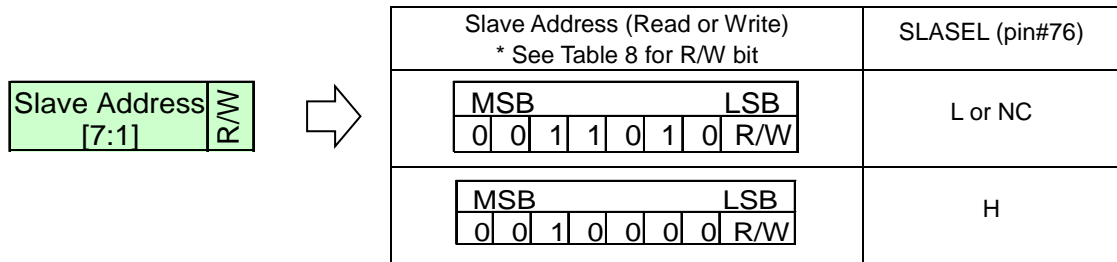 Slave Address (Read or Write)
* See Table 8 for R/W bit
SLASEL (pin#76)
Slave Address
[7:1]
R/W
MSB LSB
0 0 1 1 0 1 0 R/W
L or NC
MSB LSB
0 0 1 0 0 0 0 R/W
H